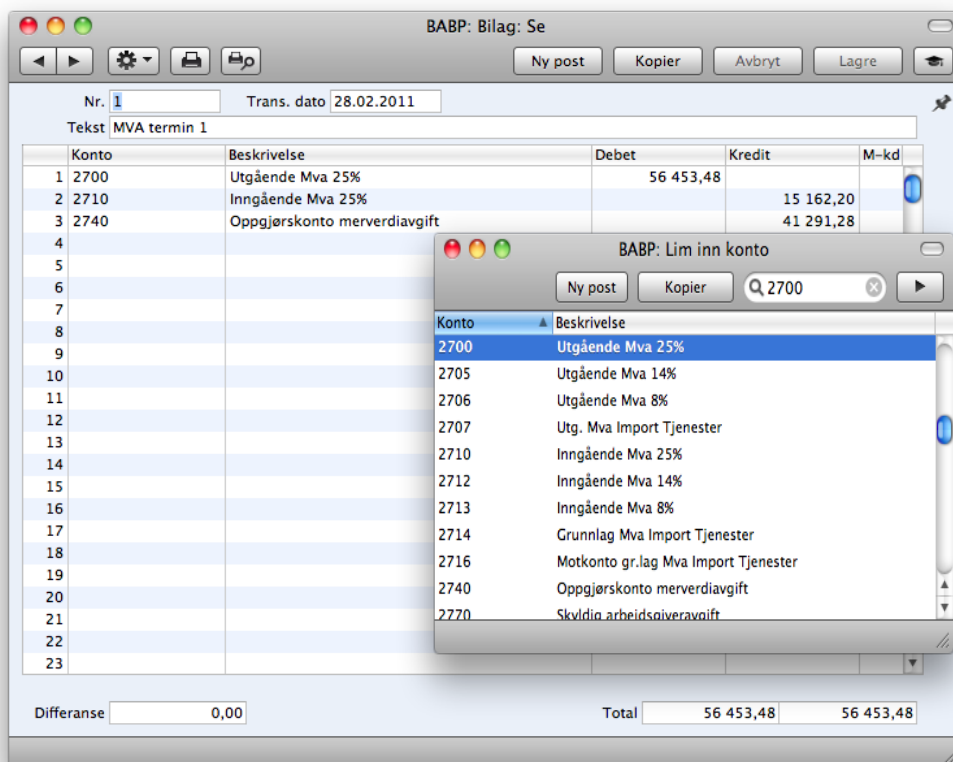 BABP: Bilag: Se
Ny post Kopier Avbryt Lagre
Nr. 1 Trans. dato 28.02.2011
Tekst MVA termin 1
Konto Beskrivelse Debet Kredit M-kd
1 2700 Utgående Mva 25% 56 453,48
2 2710 Inngående Mva 25% 15 162,20
3 2740 Oppgjørskonto merverdiavgift 41 291,28
4
5
6
7
8
9
10
11
12
13
14
15
16
17
18
19
20
21
22
23
Differanse 0,00 Total 56 453,48 56 453,48
BABP: Lim inn konto
Ny post Kopier 2700
Konto Beskrivelse
2700 Utgående Mva 25%
2705 Utgående Mva 14%
2706 Utgående Mva 8%
2707 Utg. Mva Import Tjenester
2710 Inngående Mva 25%
2712 Inngående Mva 14%
2713 Inngående Mva 8%
2714 Grunnlag Mva Import Tjenester
2716 Motkonto gr.lag Mva Import Tjenester
2740 Oppgjørskonto merverdiavgift
2770 Skyldig arbeidsgiveravgift